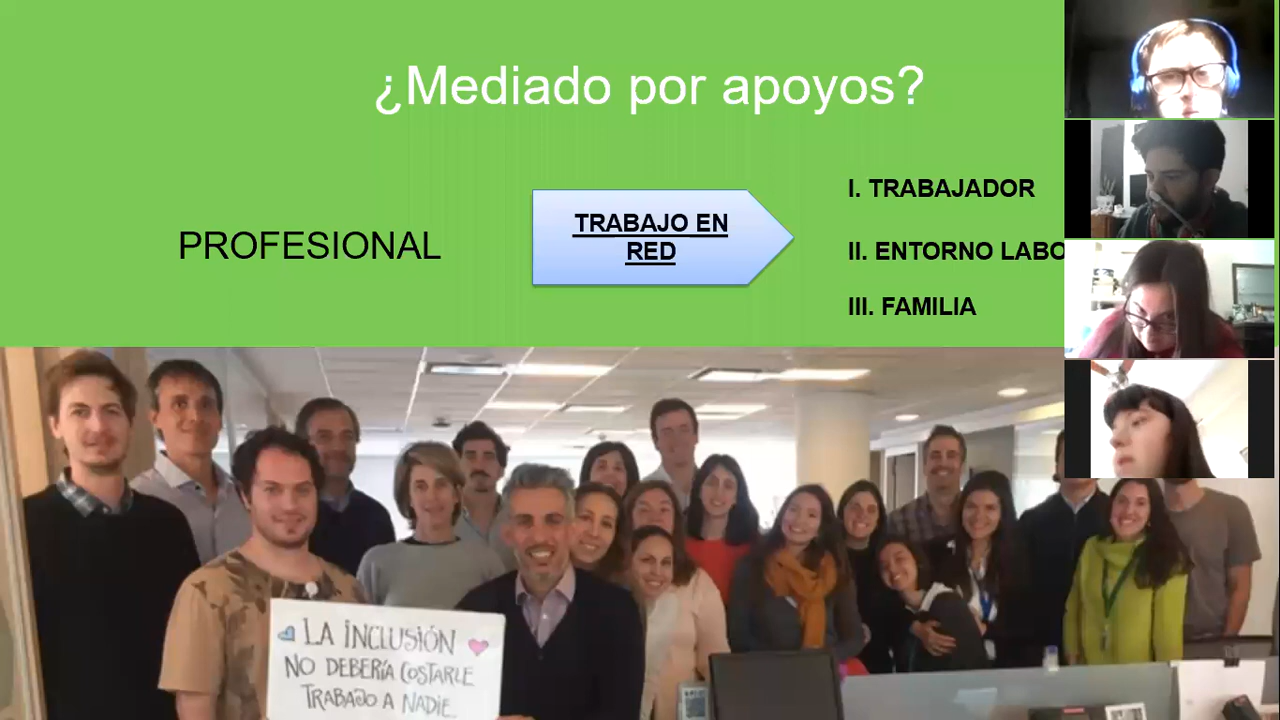 ¿Mediado por apoyos?
PROFESIONAL
TRABAJO EN
RED
I. TRABAJADOR
II. ENTORNO LABO
III. FAMILIA
LA INCLUSIÓN
NO DEBERÍA COSTARLE
TRABAJO A NADIE.